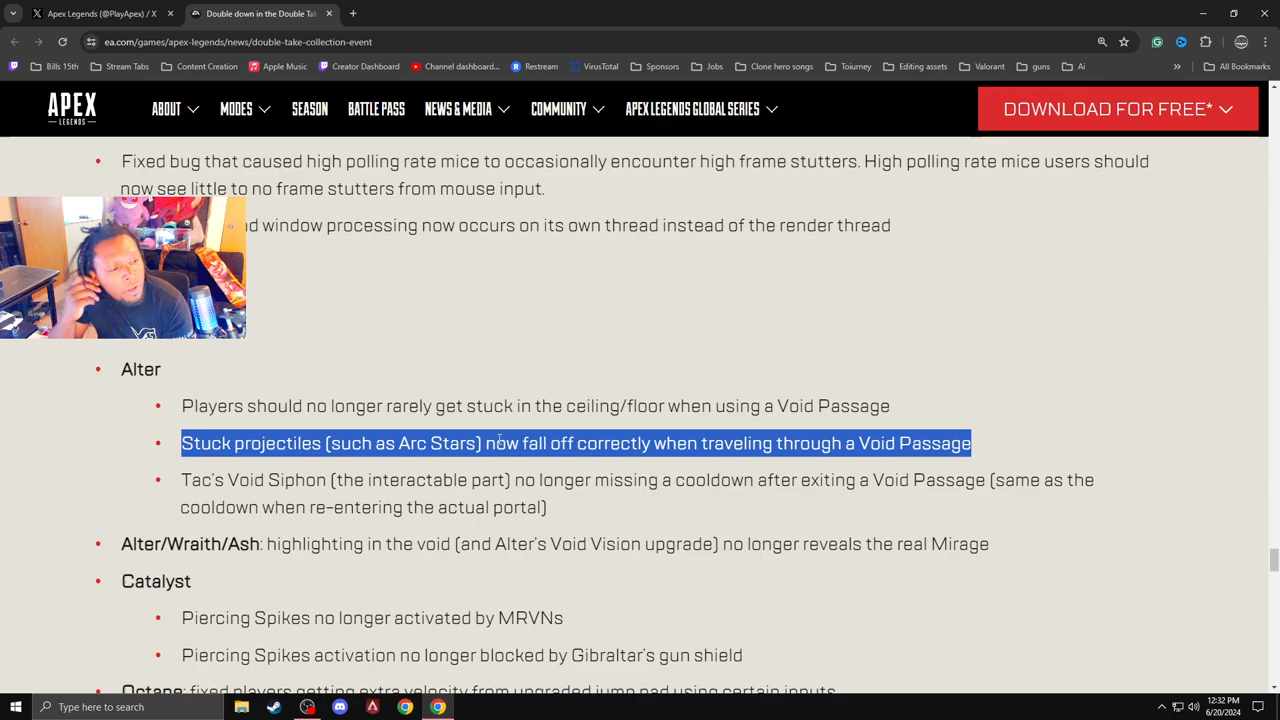 Apex Legends (@PlayApex) / X
Double down in the Double Ta
ea.com/games/apex-legends/news/double-take-collection-event
Bills 15th
Stream Tabs
Content Creation
Apple Music
Creator Dashboard
Channel dashboard...
Restream
VirusTotal
Sponsors
Jobs
Clone hero songs
Toiurney
Editing assets
Valorant
guns
Ai
»
All Bookmarks
APEX
LEGENDS
ABOUT
MODES
SEASON
BATTLE PASS
NEWS & MEDIA
COMMUNITY
APEX LEGENDS GLOBAL SERIES
DOWNLOAD FOR FREE*
• Fixed bug that caused high polling rate mice to occasionally encounter high frame stutters. High polling rate mice users should
now see little to no frame stutters from mouse input.
window processing now occurs on its own thread instead of the render thread
• Alter
• Players should no longer rarely get stuck in the ceiling/floor when using a Void Passage
• Stuck projectiles (such as Arc Stars) now fall off correctly when traveling through a Void Passage
• Tac's Void Siphon (the interactable part) no longer missing a cooldown after exiting a Void Passage (same as the
cooldown when re-entering the actual portal)
• Alter/Wraith/Ash: highlighting in the void (and Alter's Void Vision upgrade) no longer reveals the real Mirage
• Catalyst
• Piercing Spikes no longer activated by MRVNs
• Piercing Spikes activation no longer blocked by Gibraltar's gun shield
• Octane: fixed players getting extra velocity from upgraded jump pad using certain inputs
Type here to search
12:32 PM
6/20/2024